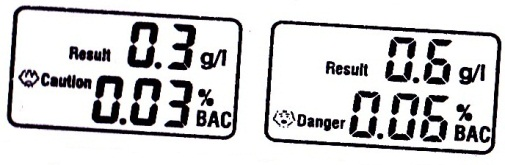 Result 0.3 g/l
Caution 0.03 % BAC
Result 0.6 g/l
Danger 0.06 % BAC